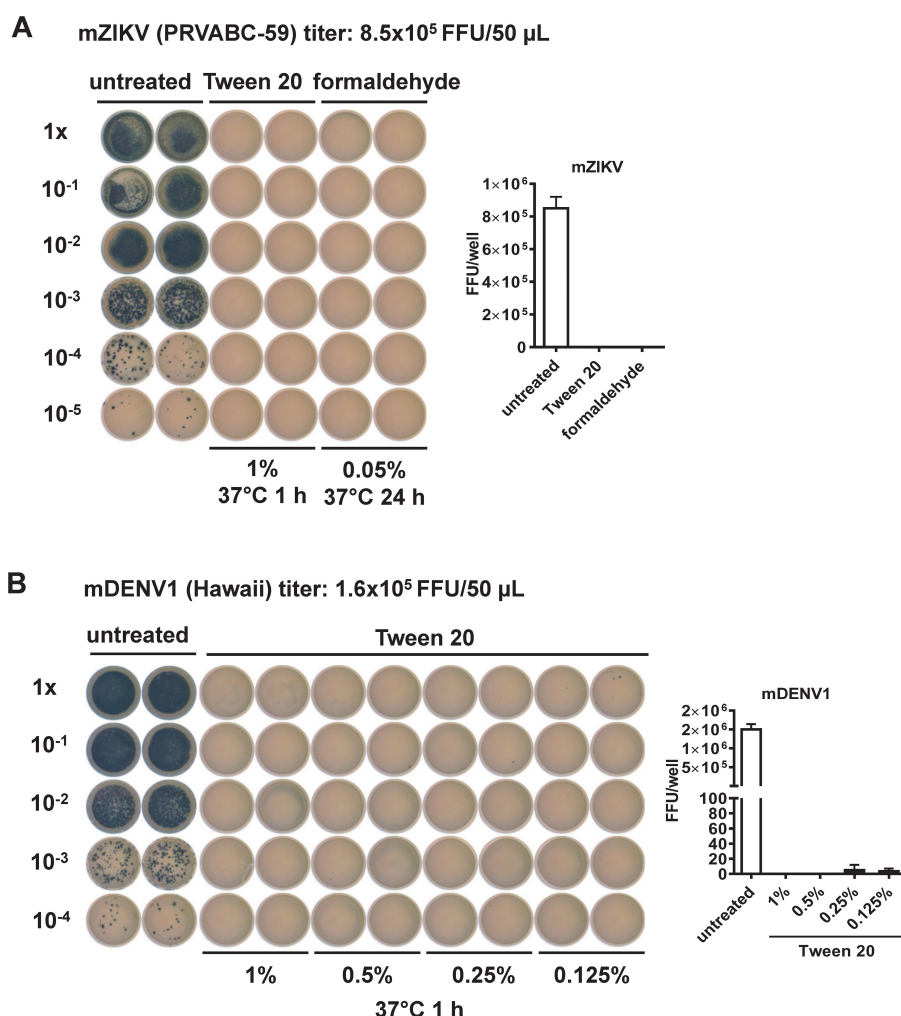 A
mZIKV (PRVABC-59) titer: 8.5x10⁵ FFU/50 µL
untreated Tween 20 formaldehyde
1x
10⁻¹
10⁻²
10⁻³
10⁻⁴
10⁻⁵
1% 0.05%
37°C 1 h 37°C 24 h
mZIKV
FFU/well
1×10⁶
8×10⁵
6×10⁵
4×10⁵
2×10⁵
0
untreated
Tween 20
formaldehyde
B
mDENV1 (Hawaii) titer: 1.6x10⁵ FFU/50 µL
untreated Tween 20
1x
10⁻¹
10⁻²
10⁻³
10⁻⁴
1% 0.5% 0.25% 0.125%
37°C 1 h
mDENV1
FFU/well
2×10⁶
2×10⁶
1×10⁶
5×10⁵
100
80
60
40
20
0
untreated
1%
0.5%
0.25%
0.125%
Tween 20